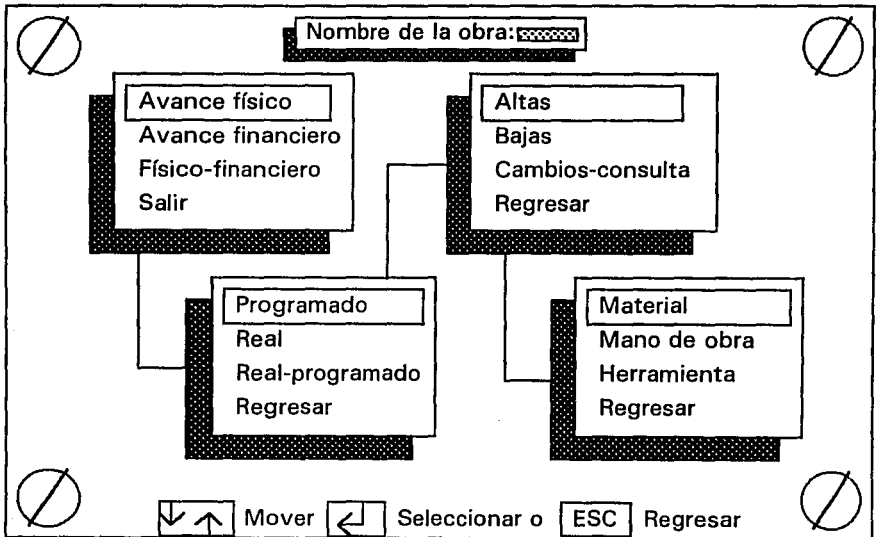 Nombre de la obra:
Avance físico
Avance financiero
Físico-financiero
Salir
Altas
Bajas
Cambios-consulta
Regresar
Programado
Real
Real-programado
Regresar
Material
Mano de obra
Herramienta
Regresar
Mover Seleccionar o ESC Regresar